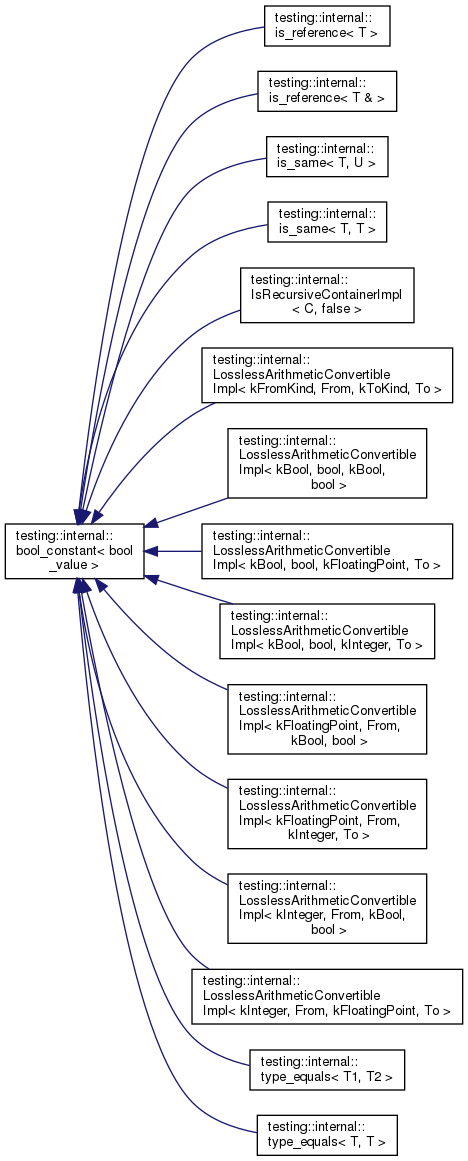 testing::internal::
is_reference< T >
testing::internal::
is_reference< T & >
testing::internal::
is_same< T, U >
testing::internal::
is_same< T, T >
testing::internal::
IsRecursiveContainerImpl
< C, false >
testing::internal::
LosslessArithmeticConvertible
Impl< kFromKind, From, kToKind, To >
testing::internal::
LosslessArithmeticConvertible
Impl< kBool, bool, kBool,
bool >
testing::internal::
bool_constant< bool
_value >
testing::internal::
LosslessArithmeticConvertible
Impl< kBool, bool, kFloatingPoint, To >
testing::internal::
LosslessArithmeticConvertible
Impl< kBool, bool, kInteger, To >
testing::internal::
LosslessArithmeticConvertible
Impl< kFloatingPoint, From,
kBool, bool >
testing::internal::
LosslessArithmeticConvertible
Impl< kFloatingPoint, From,
kInteger, To >
testing::internal::
LosslessArithmeticConvertible
Impl< kInteger, From, kBool,
bool >
testing::internal::
LosslessArithmeticConvertible
Impl< kInteger, From, kFloatingPoint, To >
testing::internal::
type_equals< T1, T2 >
testing::internal::
type_equals< T, T >